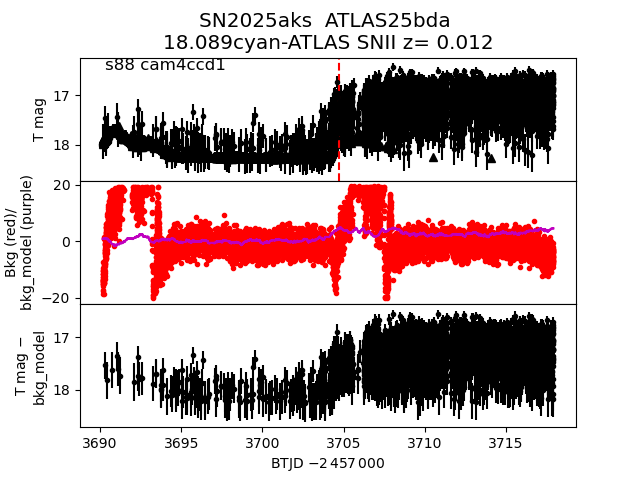 SN2025aks  ATLAS25bda
18.089cyan-ATLAS SNII z= 0.012
s88 cam4ccd1
T mag
17
18
Bkg (red)/
bkg_model (purple)
20
0
−20
T mag −
bkg_model
17
18
3690 3695 3700 3705 3710 3715
BTJD −2 457 000